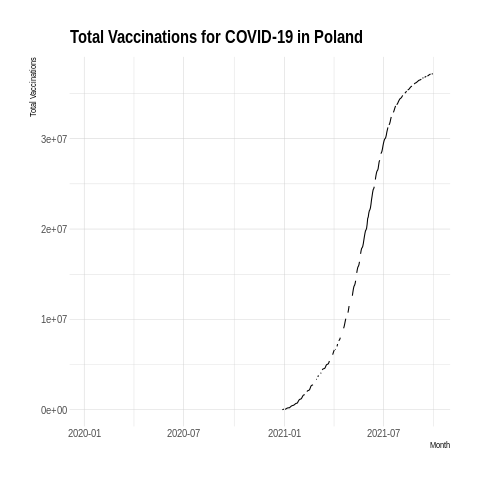 Total Vaccinations for COVID-19 in Poland
Total Vaccinations
3e+07
2e+07
1e+07
0e+00
2020-01 2020-07 2021-01 2021-07
Month